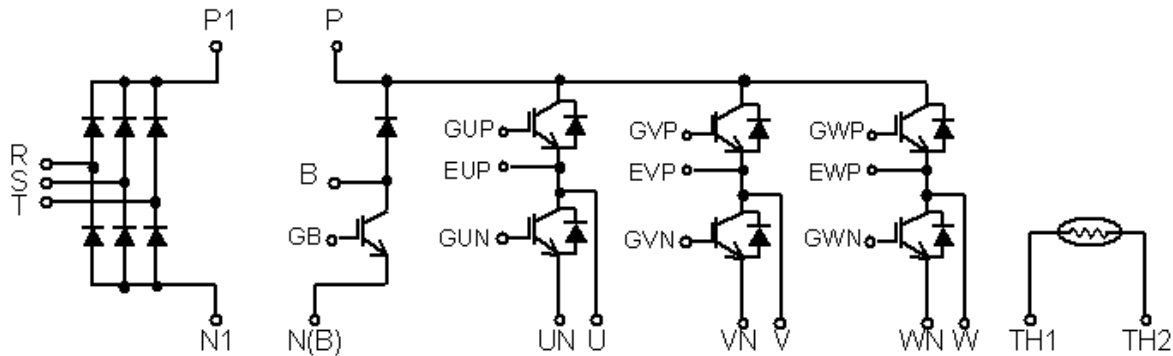 P1 P
GUP GVP GWP
R
S
T
B EUP EVP EWP
GB GUN GVN GWN
N1 N(B) UN U VN V WN W TH1 TH2